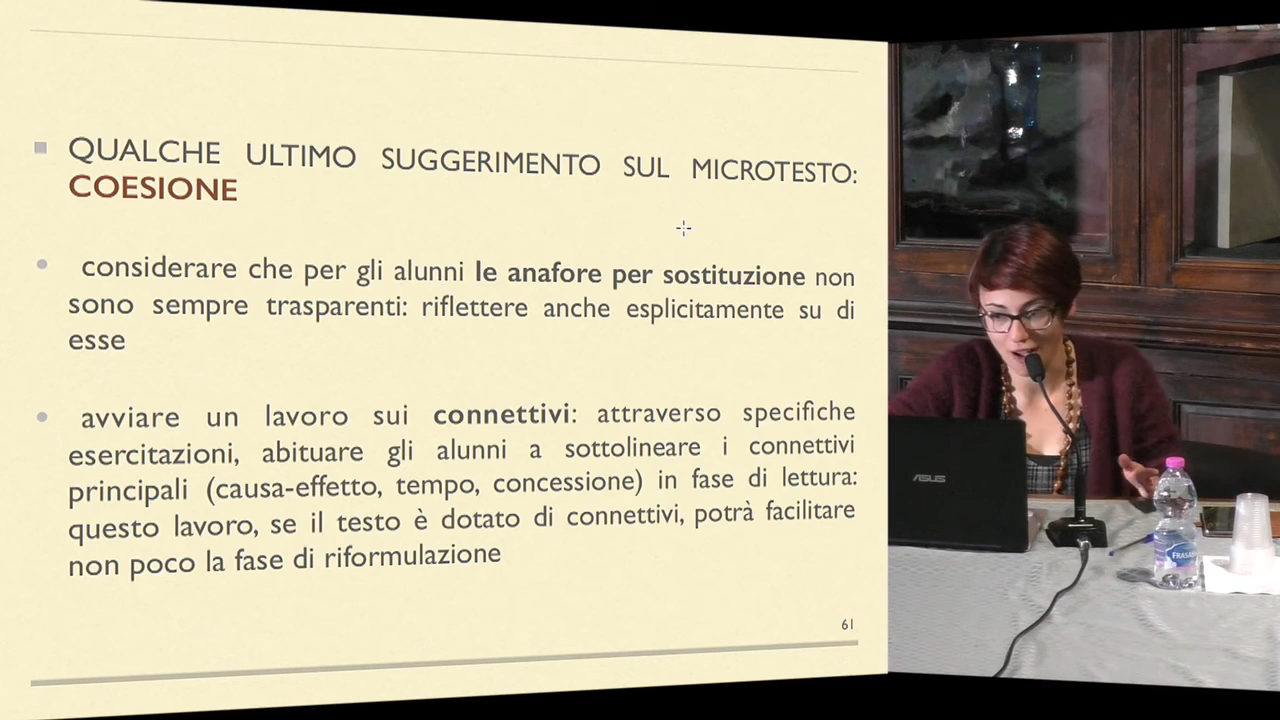 QUALCHE ULTIMO SUGGERIMENTO SUL MICROTESTO:
COESIONE
considerare che per gli alunni le anafore per sostituzione non
sono sempre trasparenti: riflettere anche esplicitamente su di
esse
avviare un lavoro sui connettivi: attraverso specifiche
esercitazioni, abituare gli alunni a sottolineare i connettivi
principali (causa-effetto, tempo, concessione) in fase di lettura:
questo lavoro, se il testo è dotato di connettivi, potrà facilitare
non poco la fase di riformulazione
61
ASUS